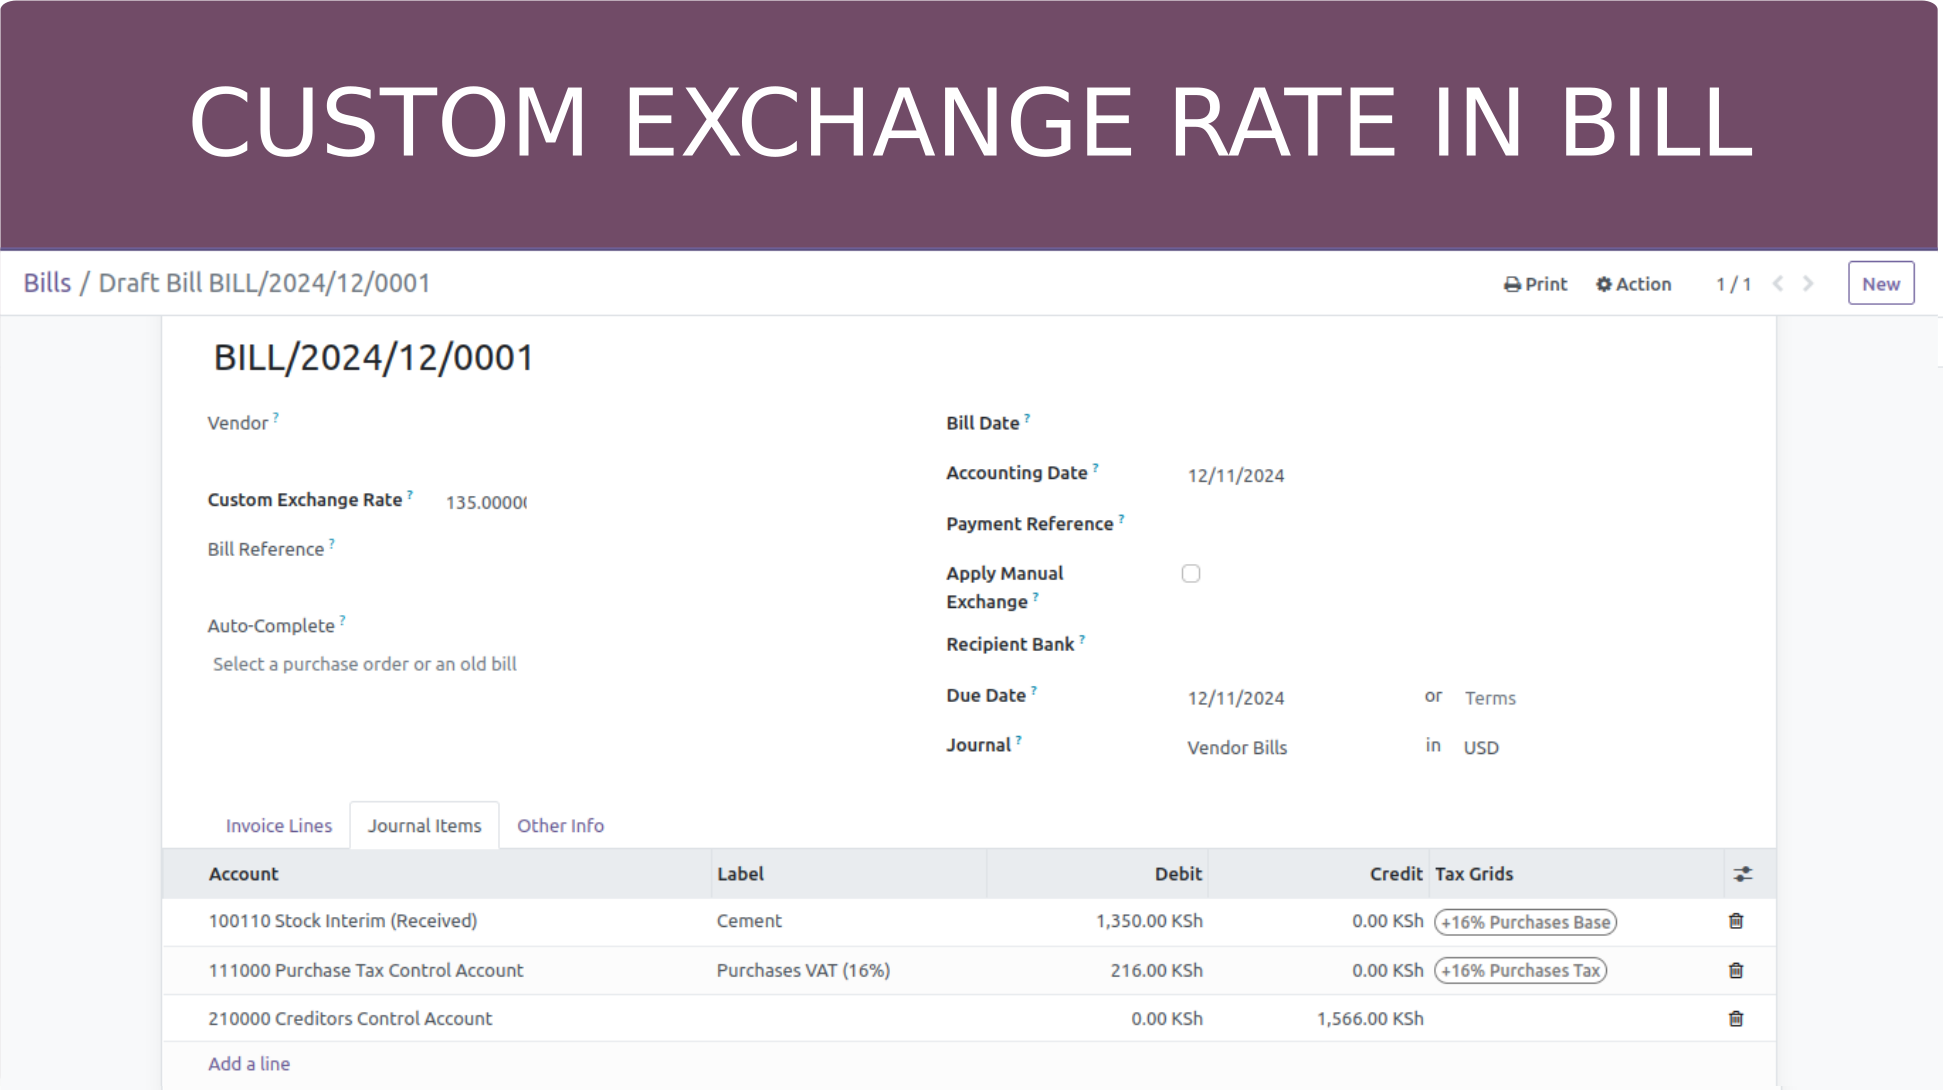 CUSTOM EXCHANGE RATE IN BILL
Bills / Draft Bill BILL/2024/12/0001
Print Action 1 / 1 New
BILL/2024/12/0001
Vendor ? Bill Date ?
Accounting Date ? 12/11/2024
Custom Exchange Rate ? 135.00000
Payment Reference ?
Bill Reference ?
Apply Manual
Exchange ?
Auto-Complete ?
Recipient Bank ?
Select a purchase order or an old bill
Due Date ? 12/11/2024 or Terms
Journal ? Vendor Bills in USD
Invoice Lines Journal Items Other Info
Account Label Debit Credit Tax Grids
100110 Stock Interim (Received) Cement 1,350.00 KSh 0.00 KSh +16% Purchases Base
111000 Purchase Tax Control Account Purchases VAT (16%) 216.00 KSh 0.00 KSh +16% Purchases Tax
210000 Creditors Control Account 0.00 KSh 1,566.00 KSh
Add a line